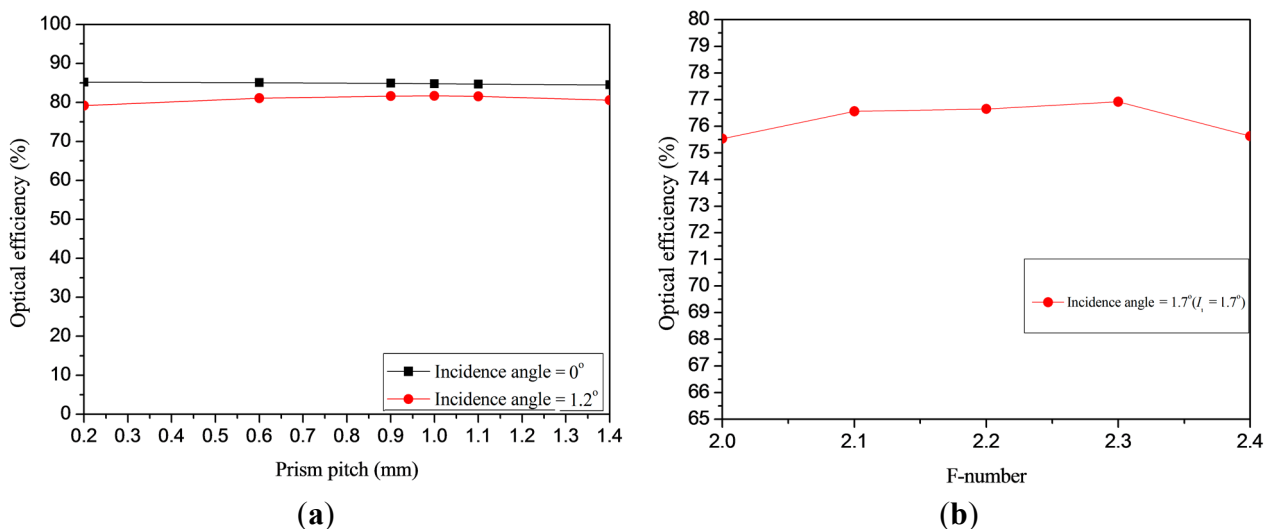 100
90
80
70
60
50
40
30
20
10
0
Optical efficiency (%)
Incidence angle = 0°
Incidence angle = 1.2°
0.2 0.3 0.4 0.5 0.6 0.7 0.8 0.9 1.0 1.1 1.2 1.3 1.4
Prism pitch (mm)
(a)
80
79
78
77
76
75
74
73
72
71
70
69
68
67
66
65
Optical efficiency (%)
Incidence angle = 1.7°(I_t = 1.7°)
2.0 2.1 2.2 2.3 2.4
F-number
(b)